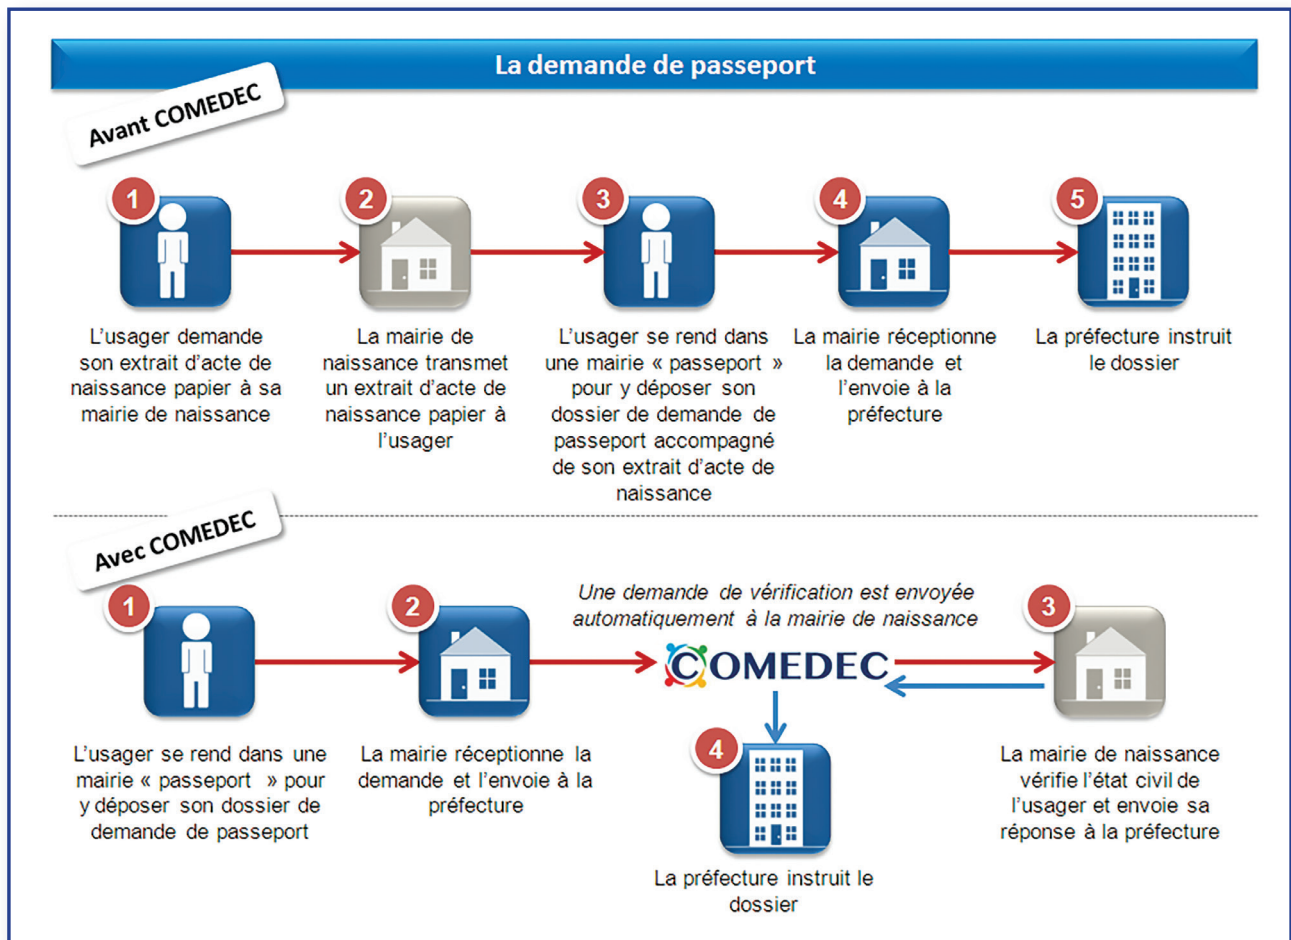 La demande de passeport
Avant COMEDEC
1
2
3
4
5
L'usager demande
son extrait d'acte de
naissance papier à sa
mairie de naissance
La mairie de
naissance transmet
un extrait d'acte de
naissance papier à
l'usager
L'usager se rend dans
une mairie « passeport »
pour y déposer son
dossier de demande de
passeport accompagné
de son extrait d'acte de
naissance
La mairie réceptionne
la demande et
l'envoie à la
préfecture
La préfecture instruit
le dossier
Avec COMEDEC
1
2
Une demande de vérification est envoyée
automatiquement à la mairie de naissance
3
COMEDEC
L'usager se rend dans une
mairie « passeport » pour
y déposer son dossier de
demande de passeport
La mairie réceptionne la
demande et l'envoie à la
préfecture
4
La préfecture instruit le
dossier
La mairie de naissance
vérifie l'état civil de
l'usager et envoie sa
réponse à la préfecture